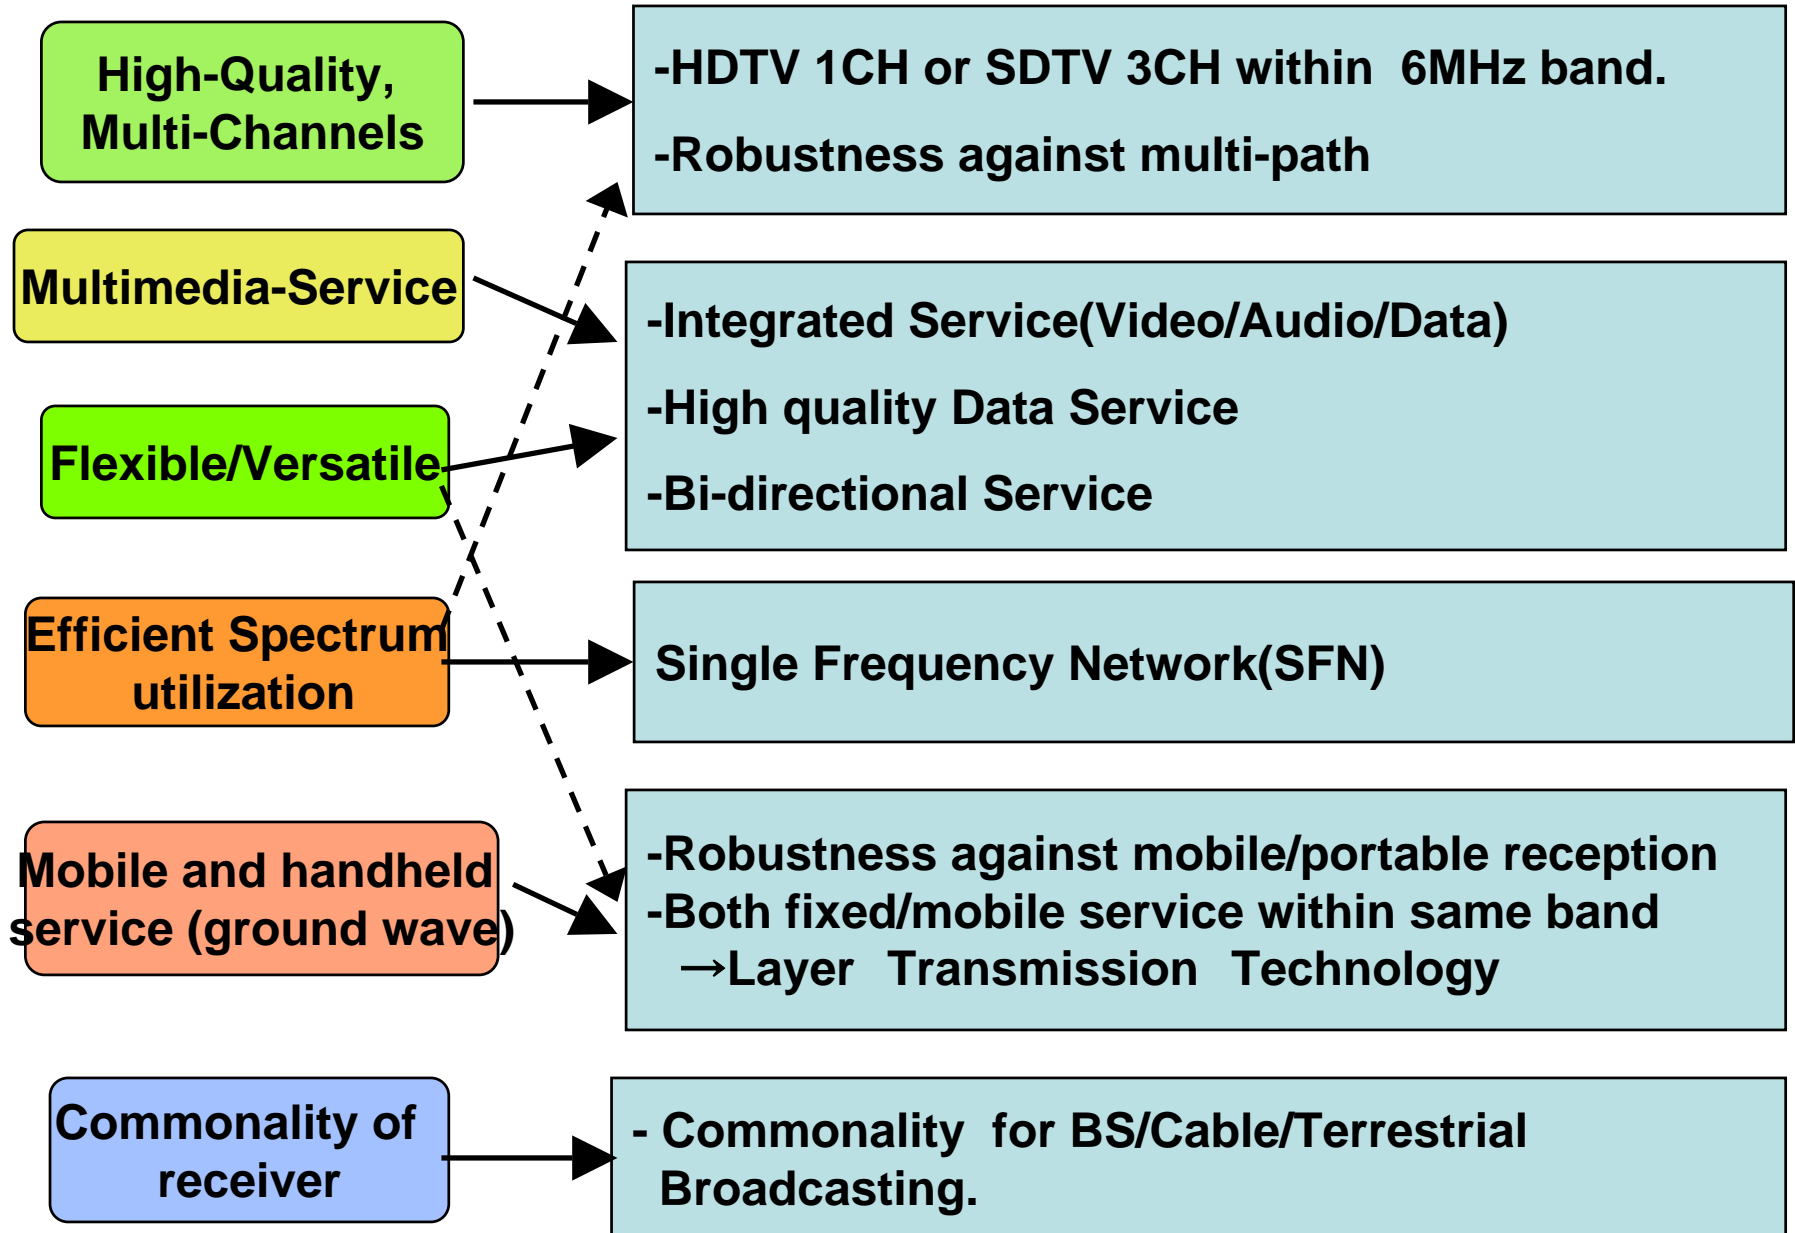 High-Quality,
Multi-Channels
-HDTV 1CH or SDTV 3CH within 6MHz band.
-Robustness against multi-path
Multimedia-Service
-Integrated Service(Video/Audio/Data)
-High quality Data Service
-Bi-directional Service
Flexible/Versatile
Efficient Spectrum
utilization
Single Frequency Network(SFN)
Mobile and handheld
service (ground wave)
-Robustness against mobile/portable reception
-Both fixed/mobile service within same band
→Layer Transmission Technology
Commonality of
receiver
- Commonality for BS/Cable/Terrestrial
Broadcasting.